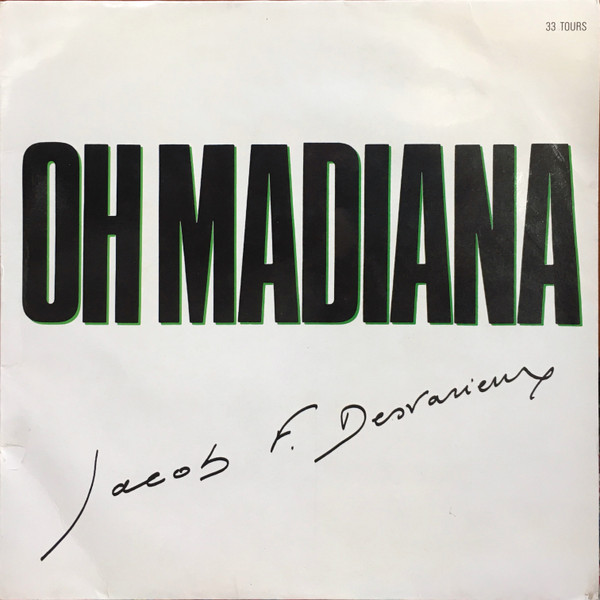 33 TOURS
OH MADIANA
Jacob F. Desvarieux